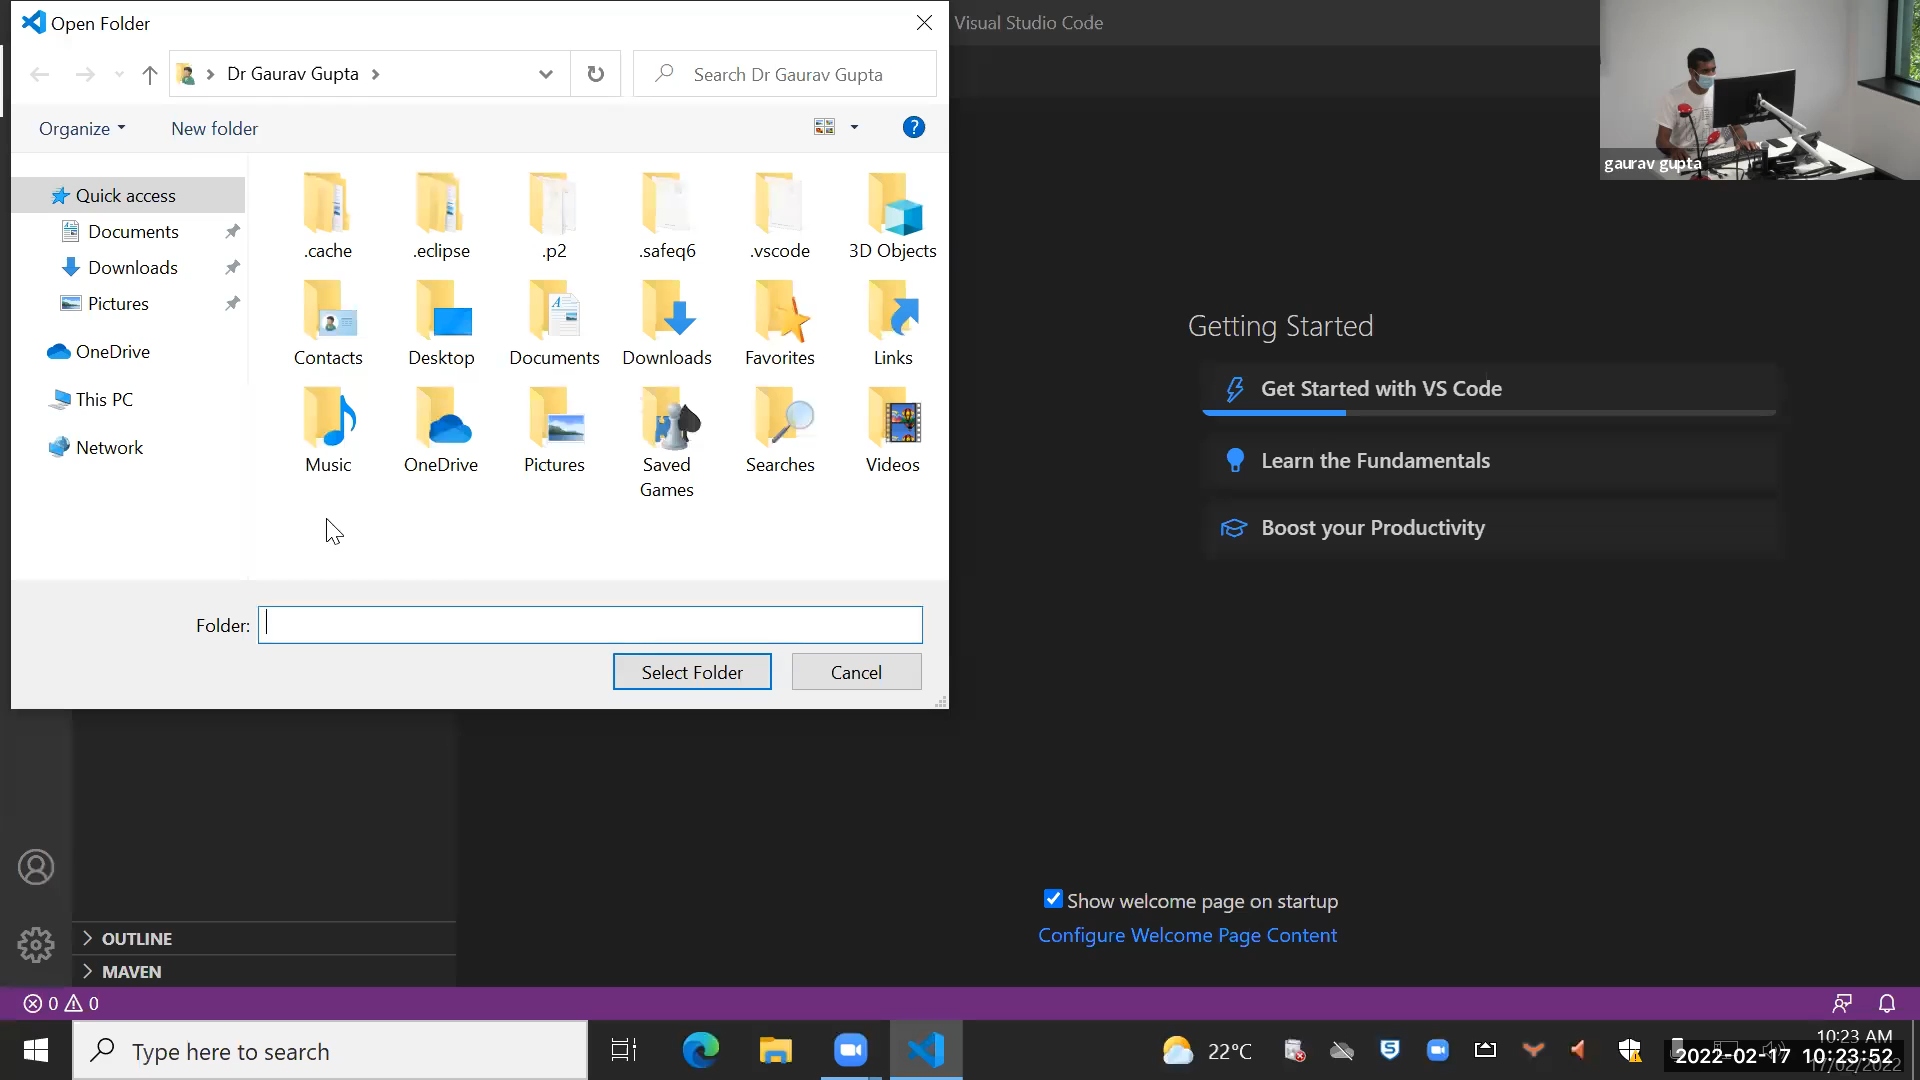 Open Folder
Visual Studio Code
Dr Gaurav Gupta
Search Dr Gaurav Gupta
gaurav gupta
Organize
New folder
?
Quick access
Documents
Downloads
Pictures
OneDrive
This PC
Network
.cache
.eclipse
.p2
.safeq6
.vscode
3D Objects
Contacts
Desktop
Documents
Downloads
Favorites
Links
Music
OneDrive
Pictures
Saved
Games
Searches
Videos
Folder:
Select Folder
Cancel
Getting Started
Get Started with VS Code
Learn the Fundamentals
Boost your Productivity
Show welcome page on startup
Configure Welcome Page Content
OUTLINE
MAVEN
0 0
Type here to search
22°C
10:23 AM
2022-02-17 10:23:52
17/02/2022